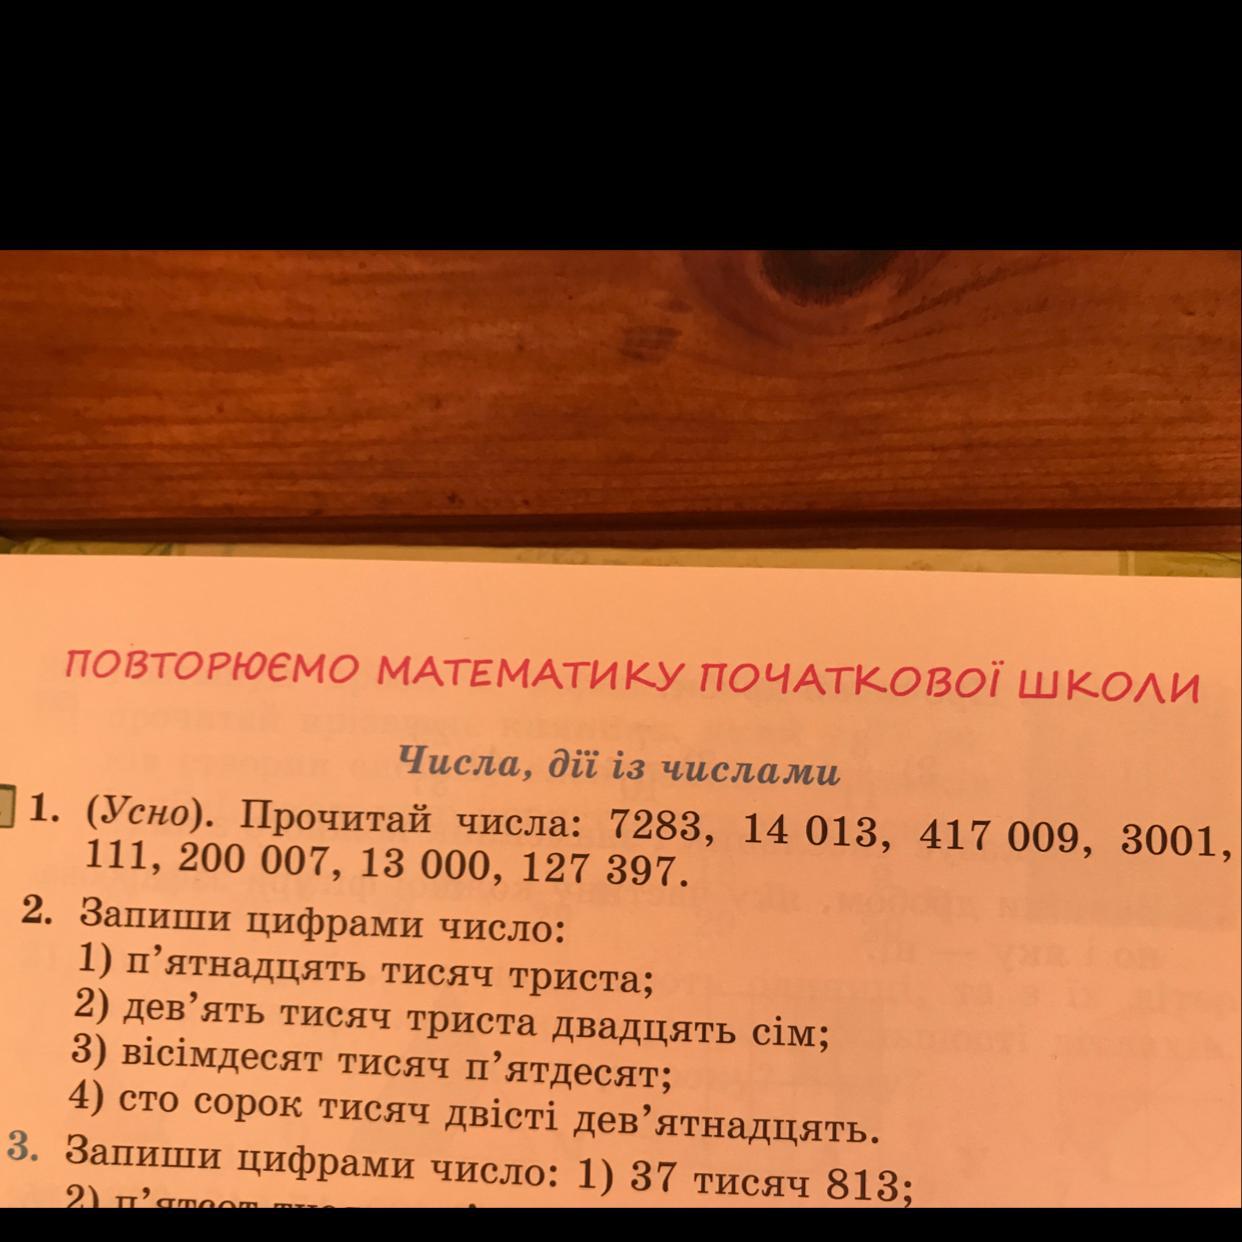 ПОВТОРЮЄМО МАТЕМАТИКУ ПОЧАТКОВОЇ ШКОЛИ
Числа, дії із числами
1. (Усно). Прочитай числа: 7283, 14 013, 417 009, 3001,
111, 200 007, 13 000, 127 397.
2. Запиши цифрами число:
1) п’ятнадцять тисяч триста;
2) дев’ять тисяч триста двадцять сім;
3) вісімдесят тисяч п’ятдесят;
4) сто сорок тисяч двісті дев’ятнадцять.
3. Запиши цифрами число: 1) 37 тисяч 813;
2) п’ятсот